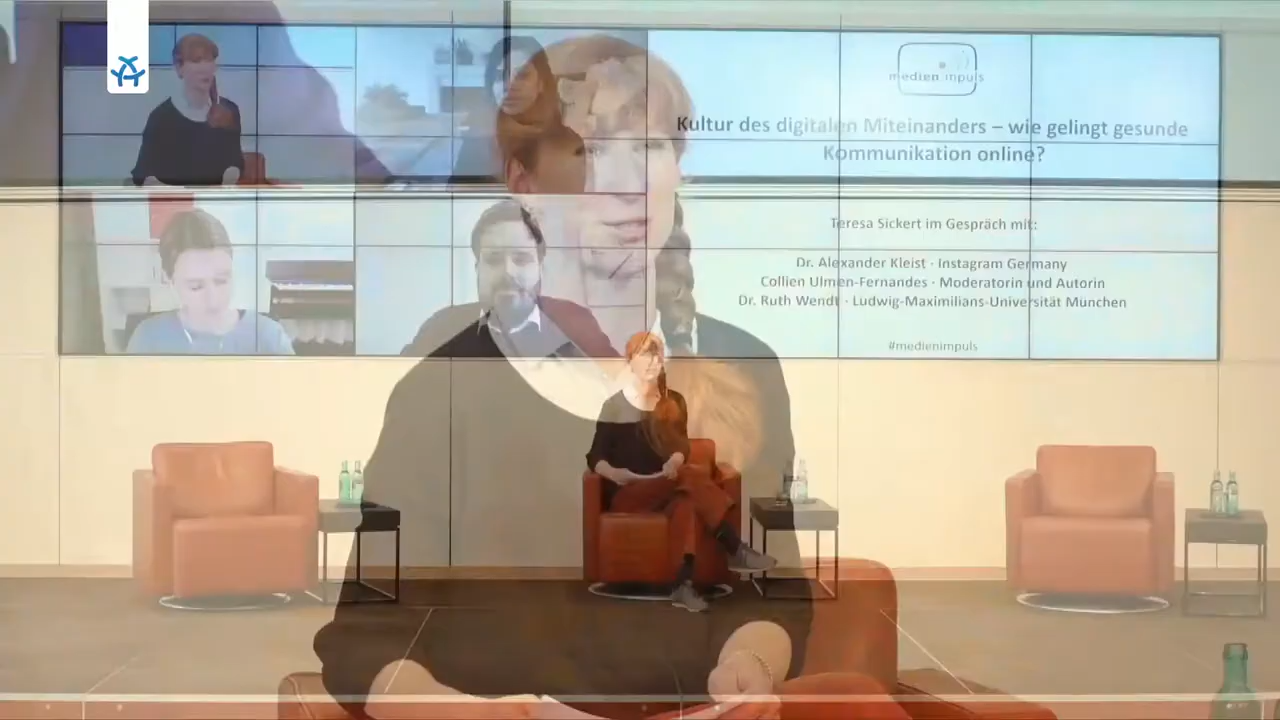 medien impuls
Kultur des digitalen Miteinanders – wie gelingt gesunde
Kommunikation online?
Teresa Sickert im Gespräch mit:
Dr. Alexander Kleist · Instagram Germany
Collien Ulmen-Fernandes · Moderatorin und Autorin
Dr. Ruth Wendt · Ludwig-Maximilians-Universität München
#medienimpuls